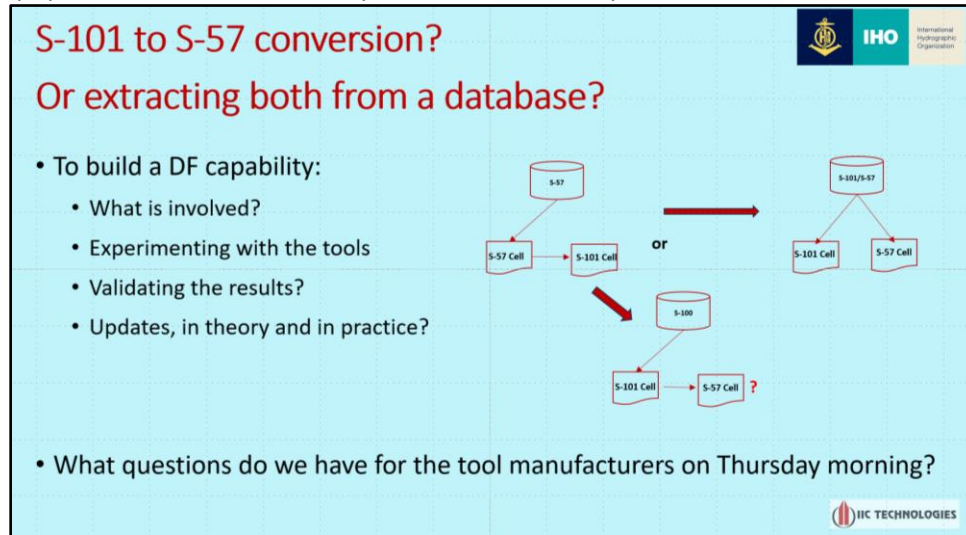 S-101 to S-57 conversion?
Or extracting both from a database?
IHO
International
Hydrographic
Organization
• To build a DF capability:
• What is involved?
• Experimenting with the tools
• Validating the results?
• Updates, in theory and in practice?
S-57
S-57 Cell
S-101 Cell
or
S-101/S-57
S-101 Cell
S-57 Cell
S-100
S-101 Cell
S-57 Cell
?
• What questions do we have for the tool manufacturers on Thursday morning?
IIC TECHNOLOGIES